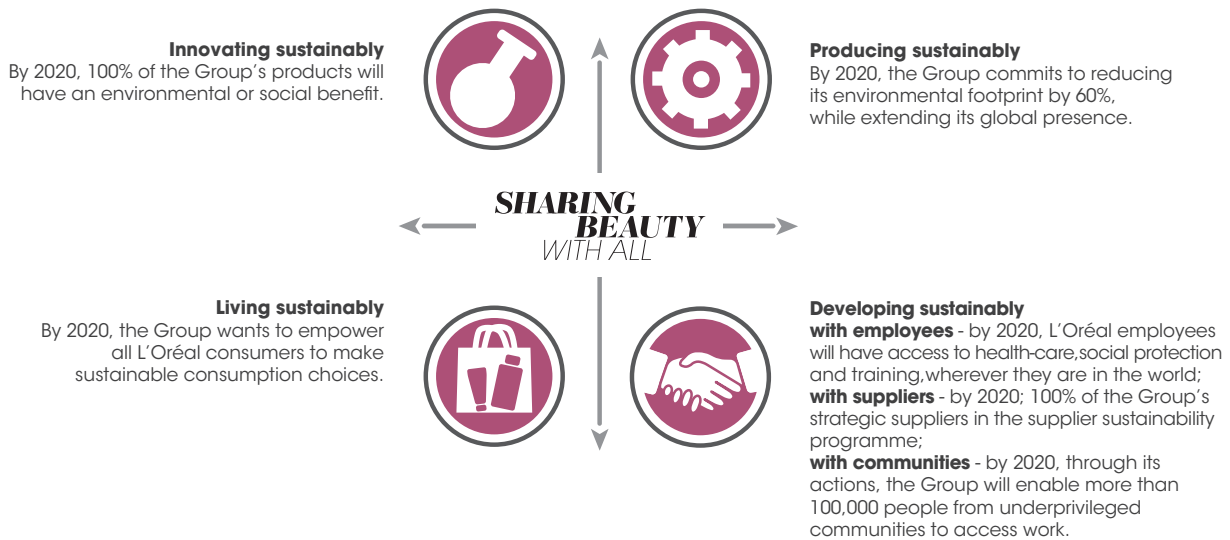 Innovating sustainably
By 2020, 100% of the Group’s products will
have an environmental or social benefit.
Producing sustainably
By 2020, the Group commits to reducing
its environmental footprint by 60%,
while extending its global presence.
SHARING
BEAUTY
WITH ALL
Living sustainably
By 2020, the Group wants to empower
all L’Oréal consumers to make
sustainable consumption choices.
Developing sustainably
with employees - by 2020, L’Oréal employees
will have access to health-care,social protection
and training,wherever they are in the world;
with suppliers - by 2020; 100% of the Group’s
strategic suppliers in the supplier sustainability
programme;
with communities - by 2020, through its
actions, the Group will enable more than
100,000 people from underprivileged
communities to access work.